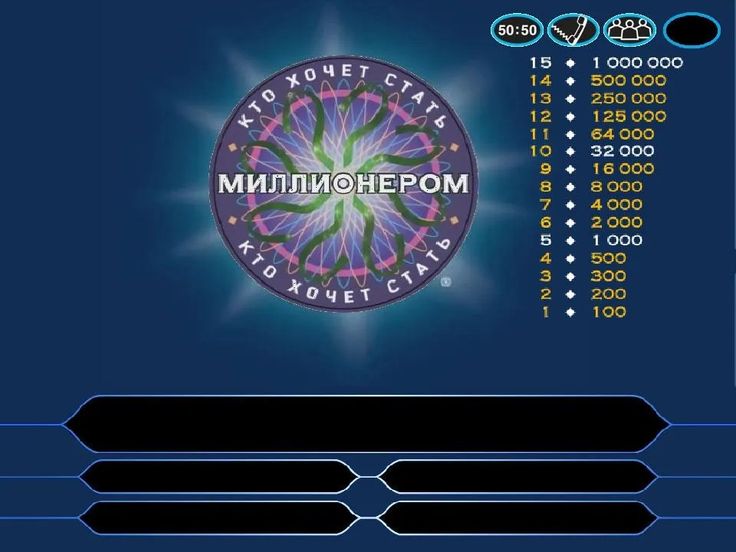 50:50
КТО ХОЧЕТ СТАТЬ
МИЛЛИОНЕРОМ
КТО ХОЧЕТ СТАТЬ
®
15 ◆ 1 000 000
14 ◆ 500 000
13 ◆ 250 000
12 ◆ 125 000
11 ◆ 64 000
10 ◆ 32 000
9 ◆ 16 000
8 ◆ 8 000
7 ◆ 4 000
6 ◆ 2 000
5 ◆ 1 000
4 ◆ 500
3 ◆ 300
2 ◆ 200
1 ◆ 100